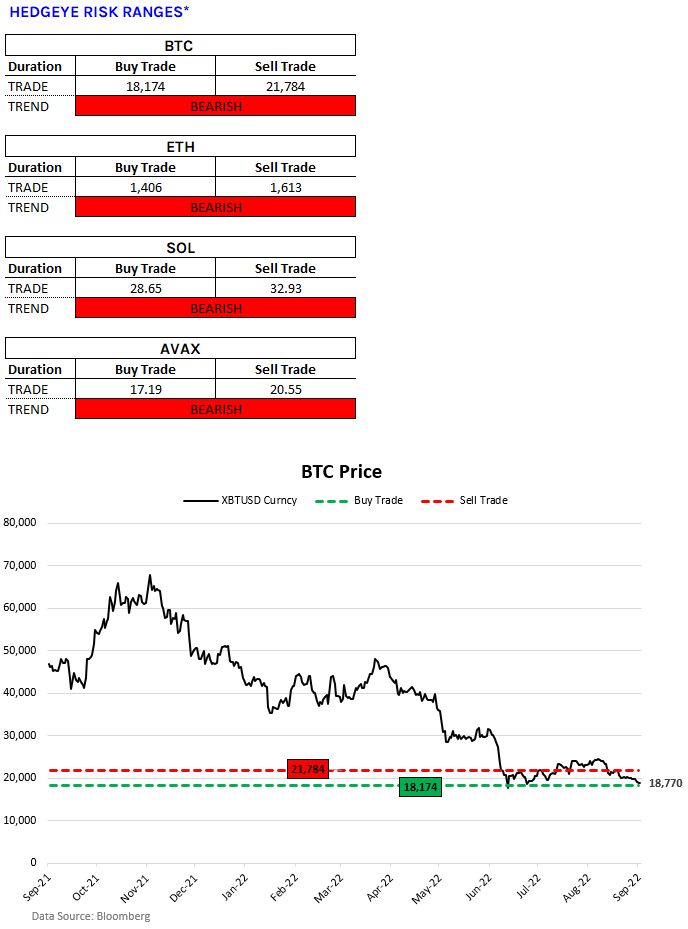 HEDGEYE RISK RANGES*
BTC
Duration Buy Trade Sell Trade
TRADE 18,174 21,784
TREND BEARISH
ETH
Duration Buy Trade Sell Trade
TRADE 1,406 1,613
TREND BEARISH
SOL
Duration Buy Trade Sell Trade
TRADE 28.65 32.93
TREND BEARISH
AVAX
Duration Buy Trade Sell Trade
TRADE 17.19 20.55
TREND BEARISH
BTC Price
XBTUSD Curncy Buy Trade Sell Trade
80,000
70,000
60,000
50,000
40,000
30,000
21,784
20,000
18,174
18,770
10,000
0
Sep-21 Oct-21 Nov-21 Dec-21 Jan-22 Feb-22 Mar-22 Apr-22 May-22 Jun-22 Jul-22 Aug-22 Sep-22
Data Source: Bloomberg